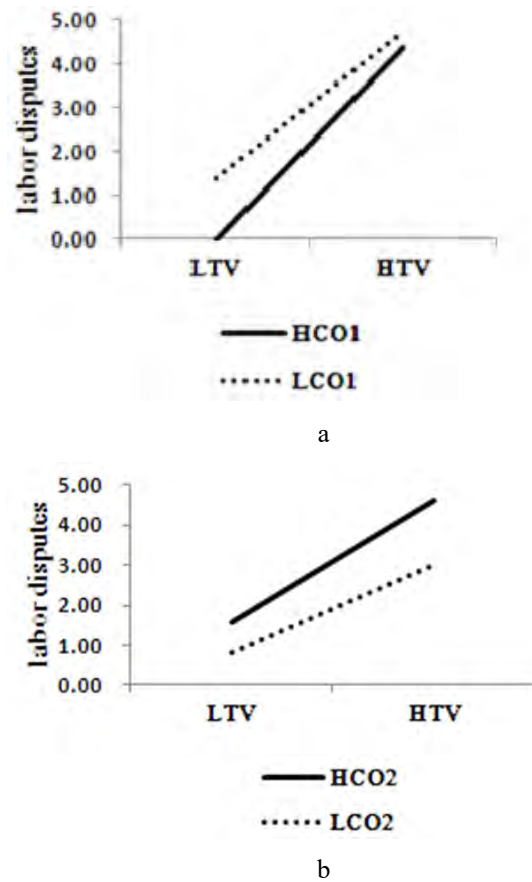 labor disputes
5.00
4.00
3.00
2.00
1.00
0.00
LTV HTV
HCO1
LCO1
a
labor disputes
5.00
4.00
3.00
2.00
1.00
0.00
LTV HTV
HCO2
LCO2
b